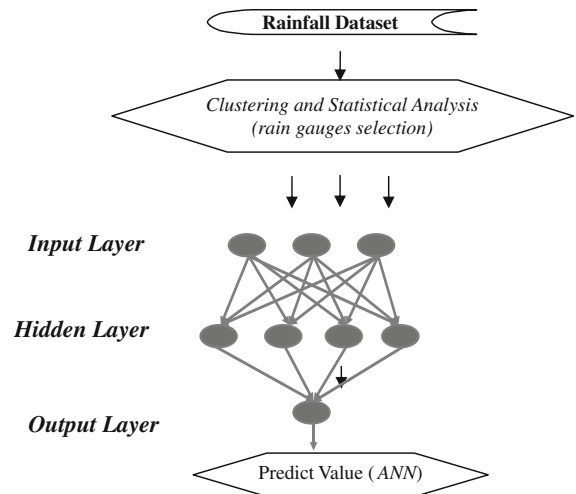 Rainfall Dataset
Clustering and Statistical Analysis
(rain gauges selection)
Input Layer
Hidden Layer
Output Layer
Predict Value (ANN)